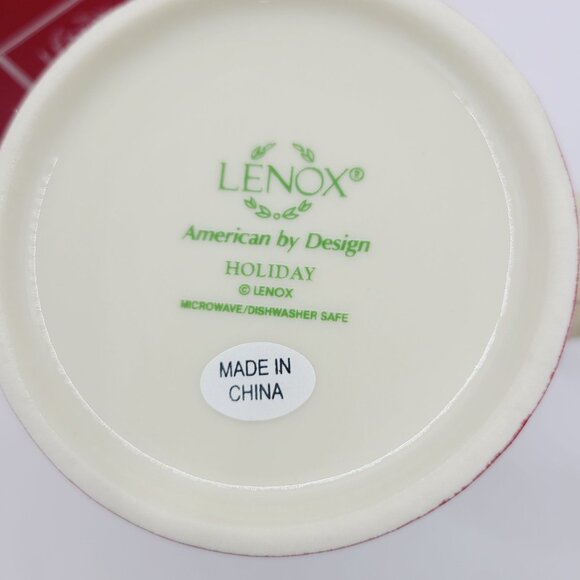 LENOX®
American by Design
HOLIDAY
© LENOX
MICROWAVE/DISHWASHER SAFE
MADE IN
CHINA